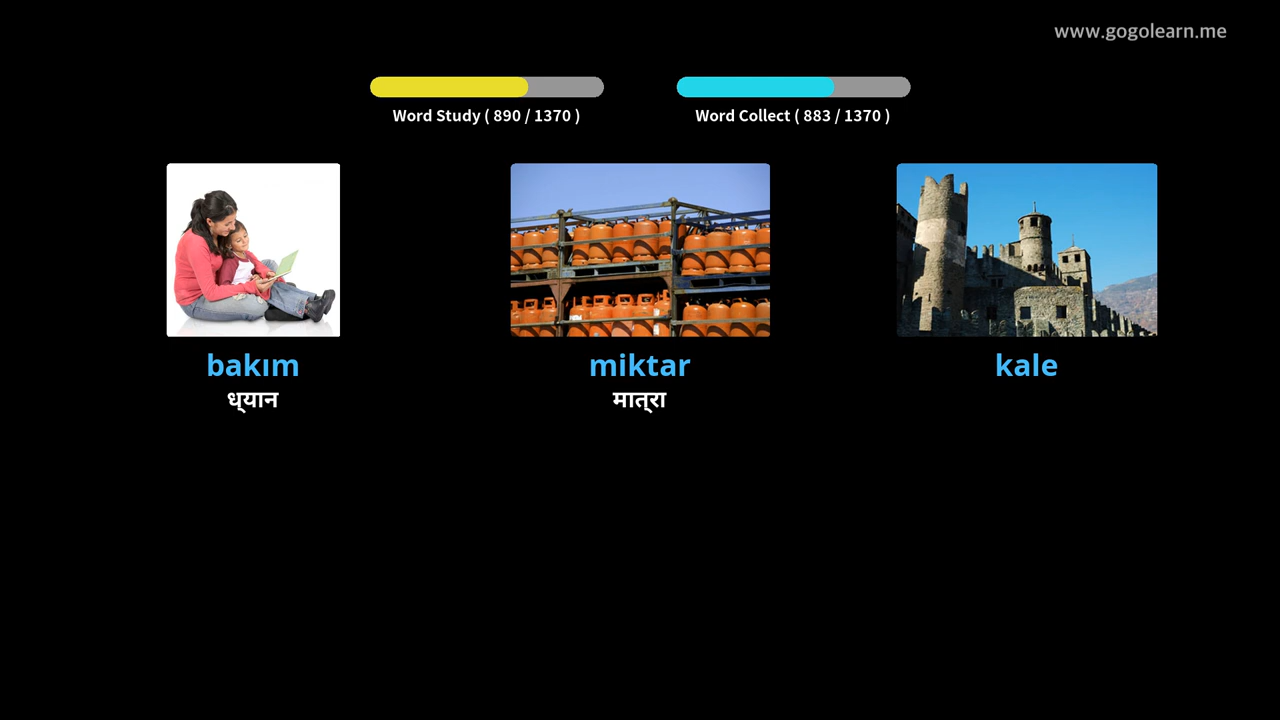 www.gogolearn.me
Word Study ( 890 / 1370 )
Word Collect ( 883 / 1370 )
bakım
ध्यान
miktar
मात्रा
kale